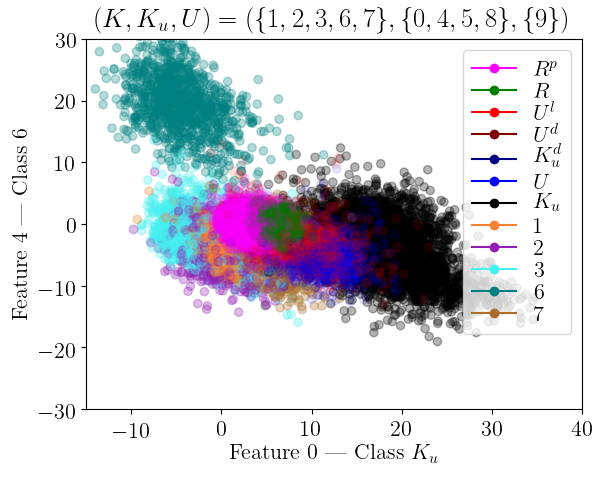 (K, K_u, U) = ({1, 2, 3, 6, 7}, {0, 4, 5, 8}, {9})
30
20
10
0
−10
−20
−30
Feature 4 — Class 6
−10 0 10 20 30 40
Feature 0 — Class K_u
R^p
R
U^l
U^d
K_u^d
U
K_u
1
2
3
6
7